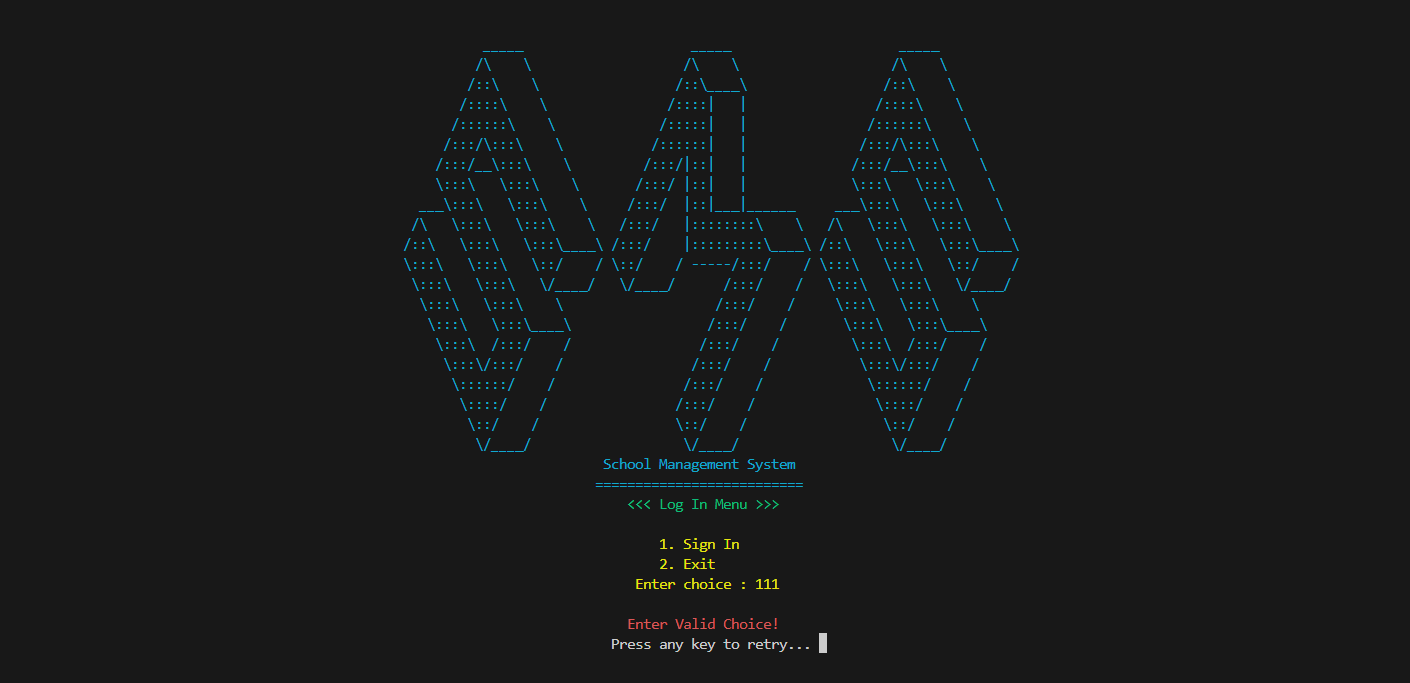 SMS
School Management System
===========================
<<< Log In Menu >>>
1. Sign In
2. Exit
Enter choice : 111
Enter Valid Choice!
Press any key to retry...